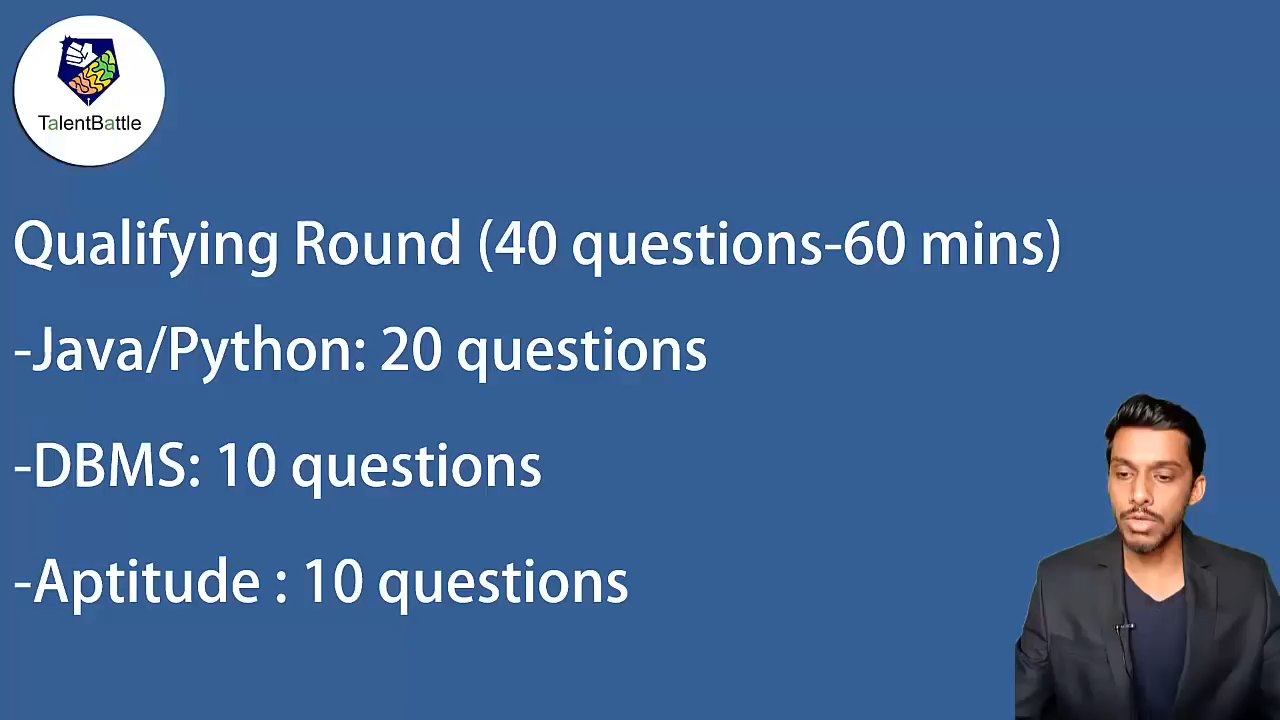 TalentBattle
Qualifying Round (40 questions-60 mins)
-Java/Python: 20 questions
-DBMS: 10 questions
-Aptitude : 10 questions